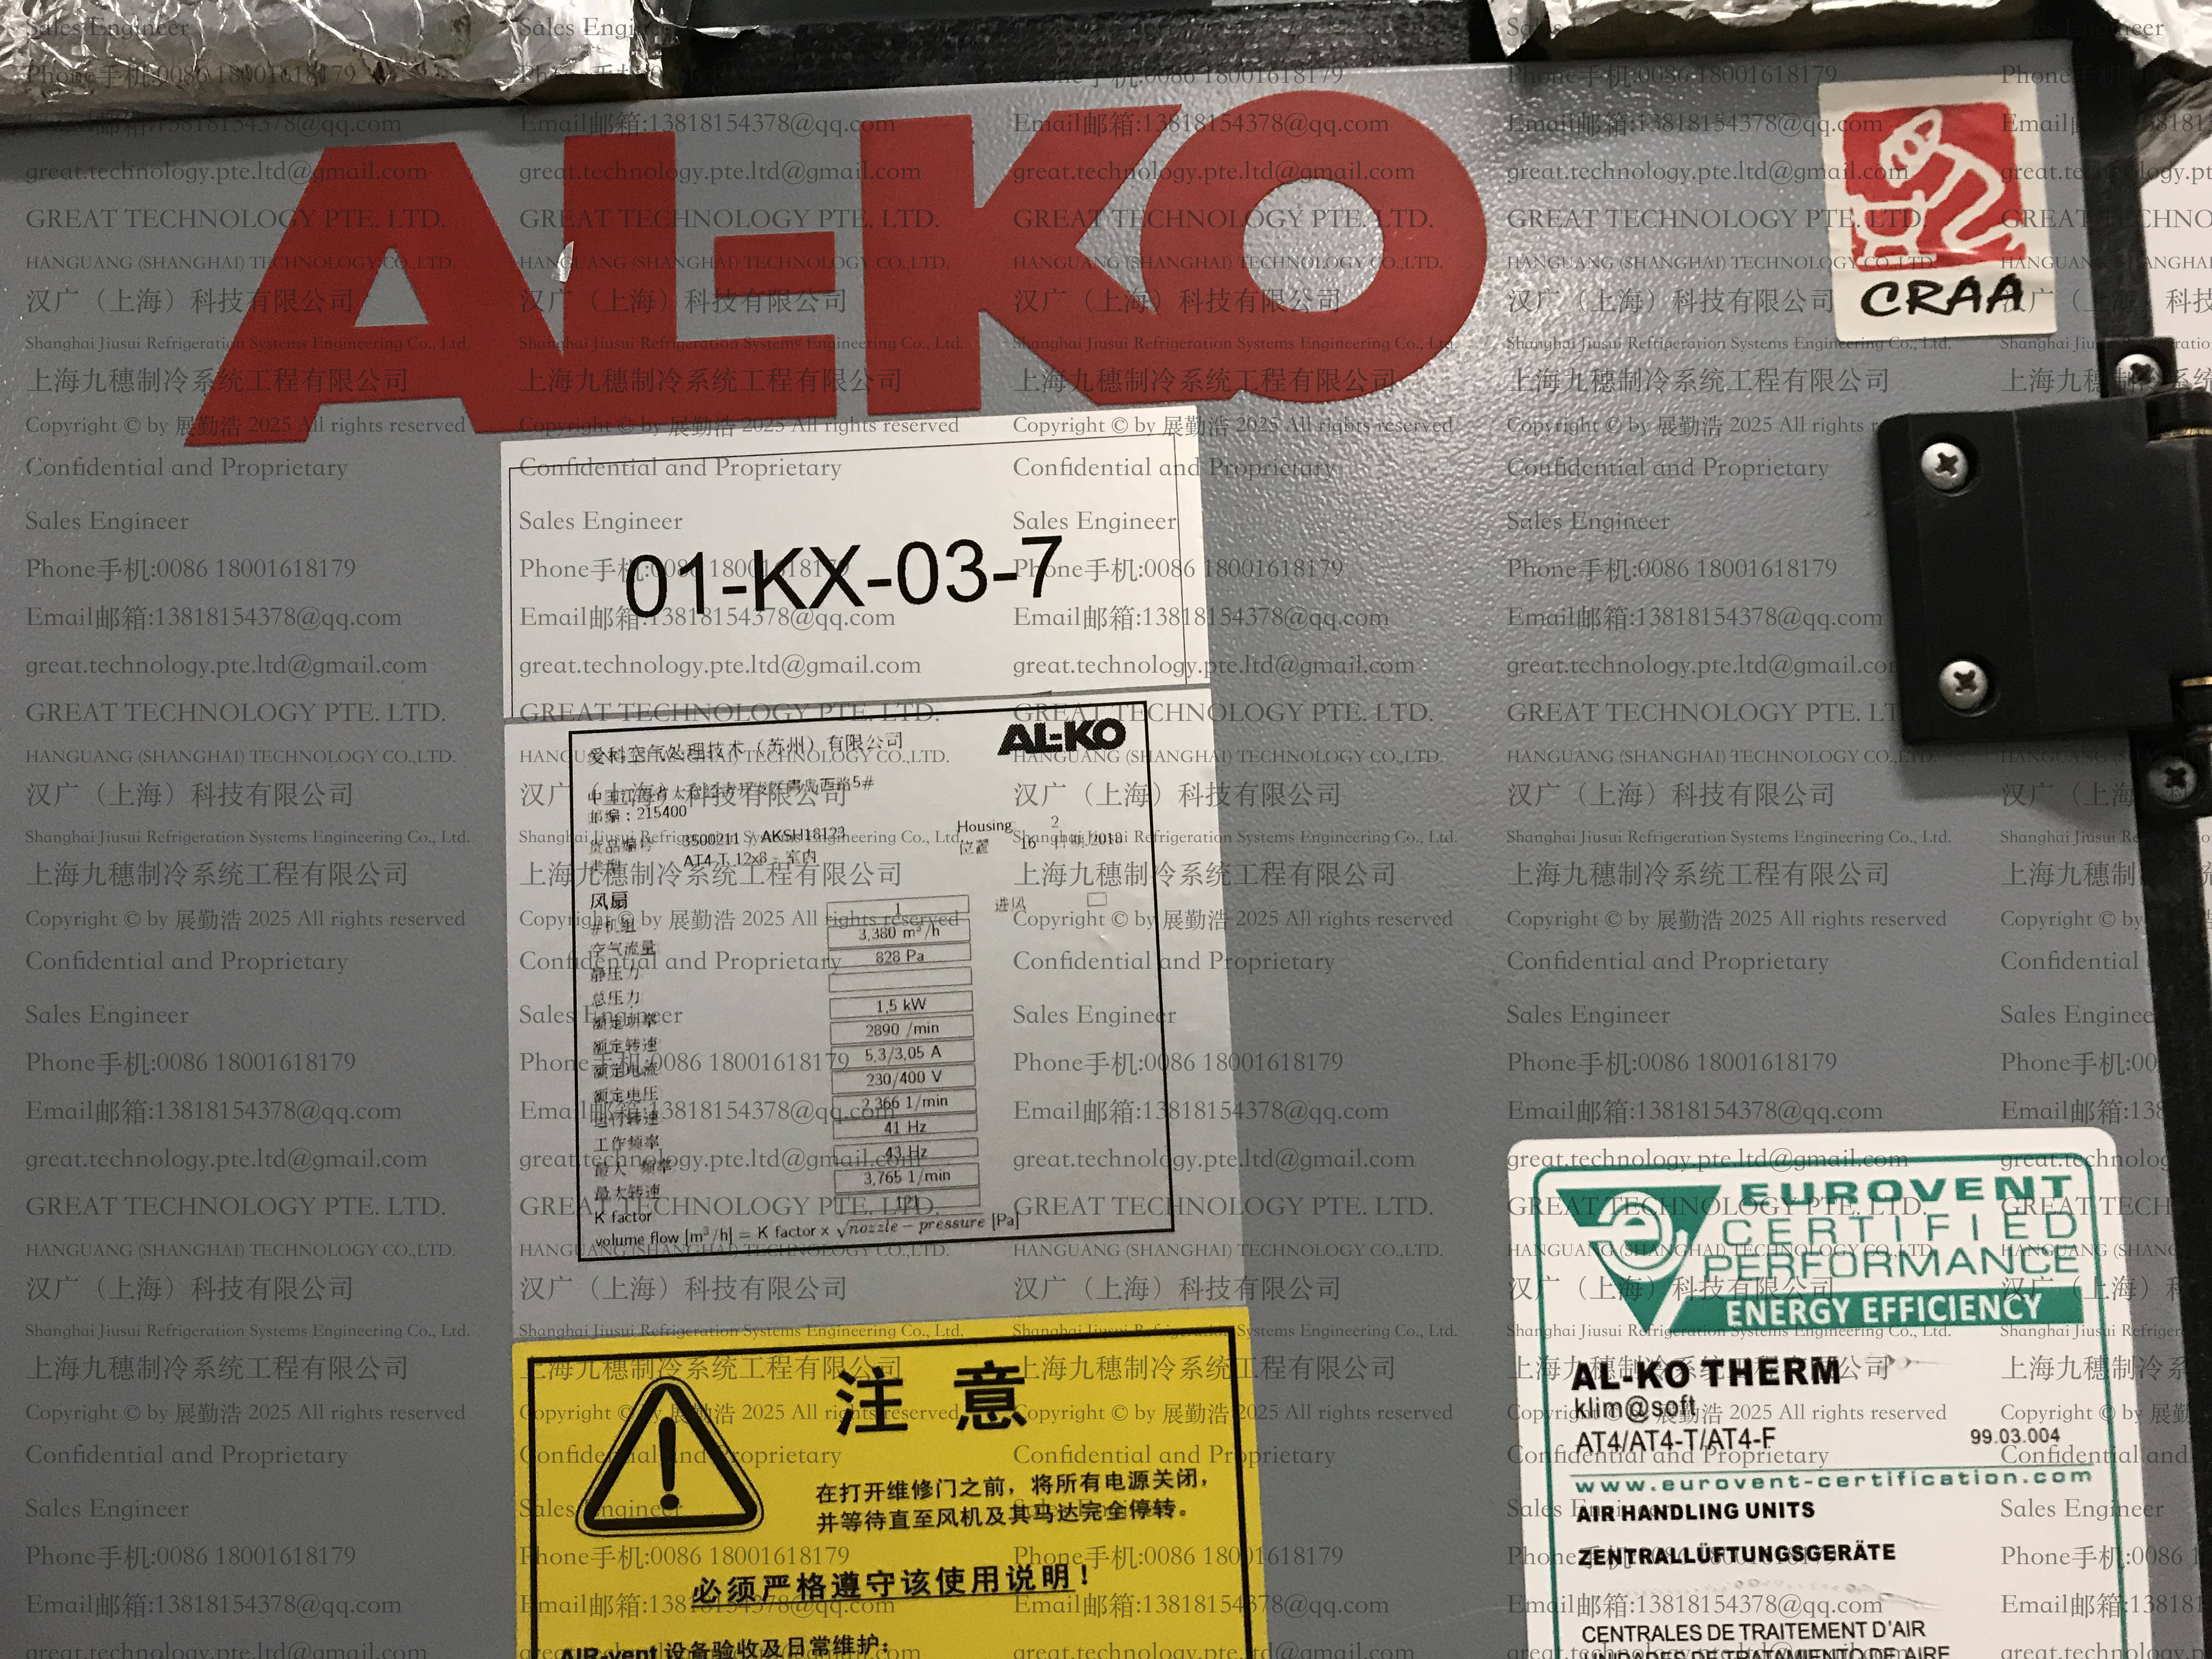 AL-KO
CRAA
01-KX-03-7
爱科空气处理技术（苏州）有限公司
AL-KO
邮编：215400
货品编号 3500211 / AKSH18123 Housing 2
类型 AT4 T 12x8 - 室内 位置 16 日期 2018
风扇 进风
#机组 1
空气流量 3,380 m³/h
静压力 828 Pa
总压力
额定功率 1,5 kW
额定转速 2890 /min
额定电流 5,3/3,05 A
额定电压 230/400 V
运行转速 2,366 1/min
工作频率 41 Hz
最大 频率 43 Hz
最大转速 3,765 1/min
K factor 121
volume flow [m³/h] = K factor x √nozzle - pressure [Pa]
注 意
在打开维修门之前，将所有电源关闭，
并等待直至风机及其马达完全停转。
必须严格遵守该使用说明！
AIR-vent 设备验收及日常维护：
EUROVENT
CERTIFIED
PERFORMANCE
ENERGY EFFICIENCY
AL-KO THERM
klim@soft
AT4/AT4-T/AT4-F 99.03.004
www.eurovent-certification.com
AIR HANDLING UNITS
ZENTRALLÜFTUNGSGERÄTE
CENTRALES DE TRAITEMENT D'AIR
UNIDADES DE TRATAMIENTO DE AIRE
Sales Engineer
Phone手机:0086 18001618179
Email邮箱:13818154378@qq.com
great.technology.pte.ltd@gmail.com
GREAT TECHNOLOGY PTE. LTD.
HANGUANG (SHANGHAI) TECHNOLOGY CO.,LTD.
汉广（上海）科技有限公司
Shanghai Jiusui Refrigeration Systems Engineering Co., Ltd.
上海九穗制冷系统工程有限公司
Copyright © by 展勤浩 2025 All rights reserved
Confidential and Proprietary